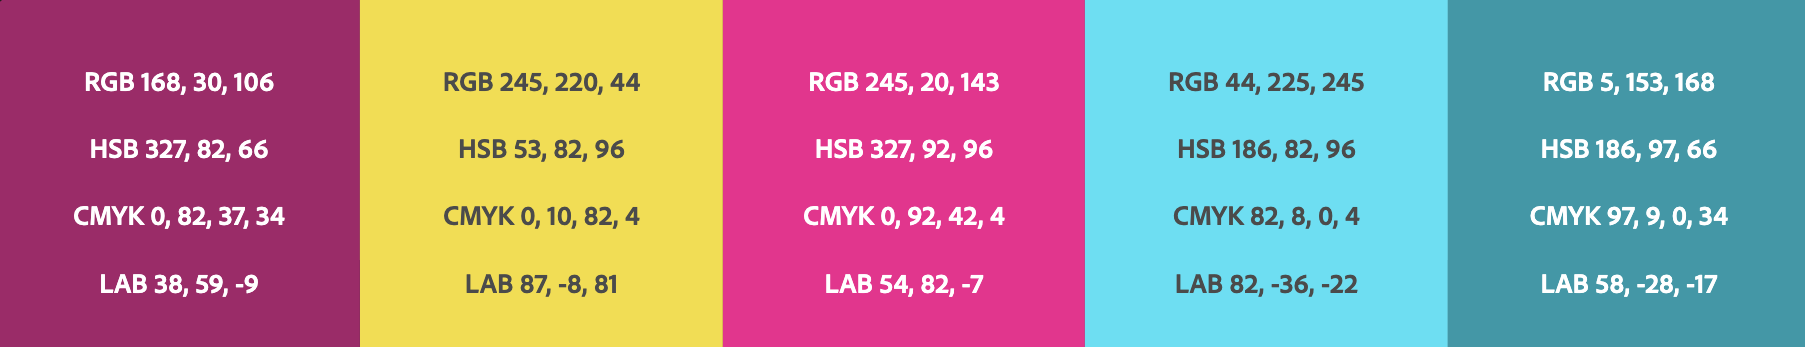 RGB 168, 30, 106
HSB 327, 82, 66
CMYK 0, 82, 37, 34
LAB 38, 59, -9
RGB 245, 220, 44
HSB 53, 82, 96
CMYK 0, 10, 82, 4
LAB 87, -8, 81
RGB 245, 20, 143
HSB 327, 92, 96
CMYK 0, 92, 42, 4
LAB 54, 82, -7
RGB 44, 225, 245
HSB 186, 82, 96
CMYK 82, 8, 0, 4
LAB 82, -36, -22
RGB 5, 153, 168
HSB 186, 97, 66
CMYK 97, 9, 0, 34
LAB 58, -28, -17